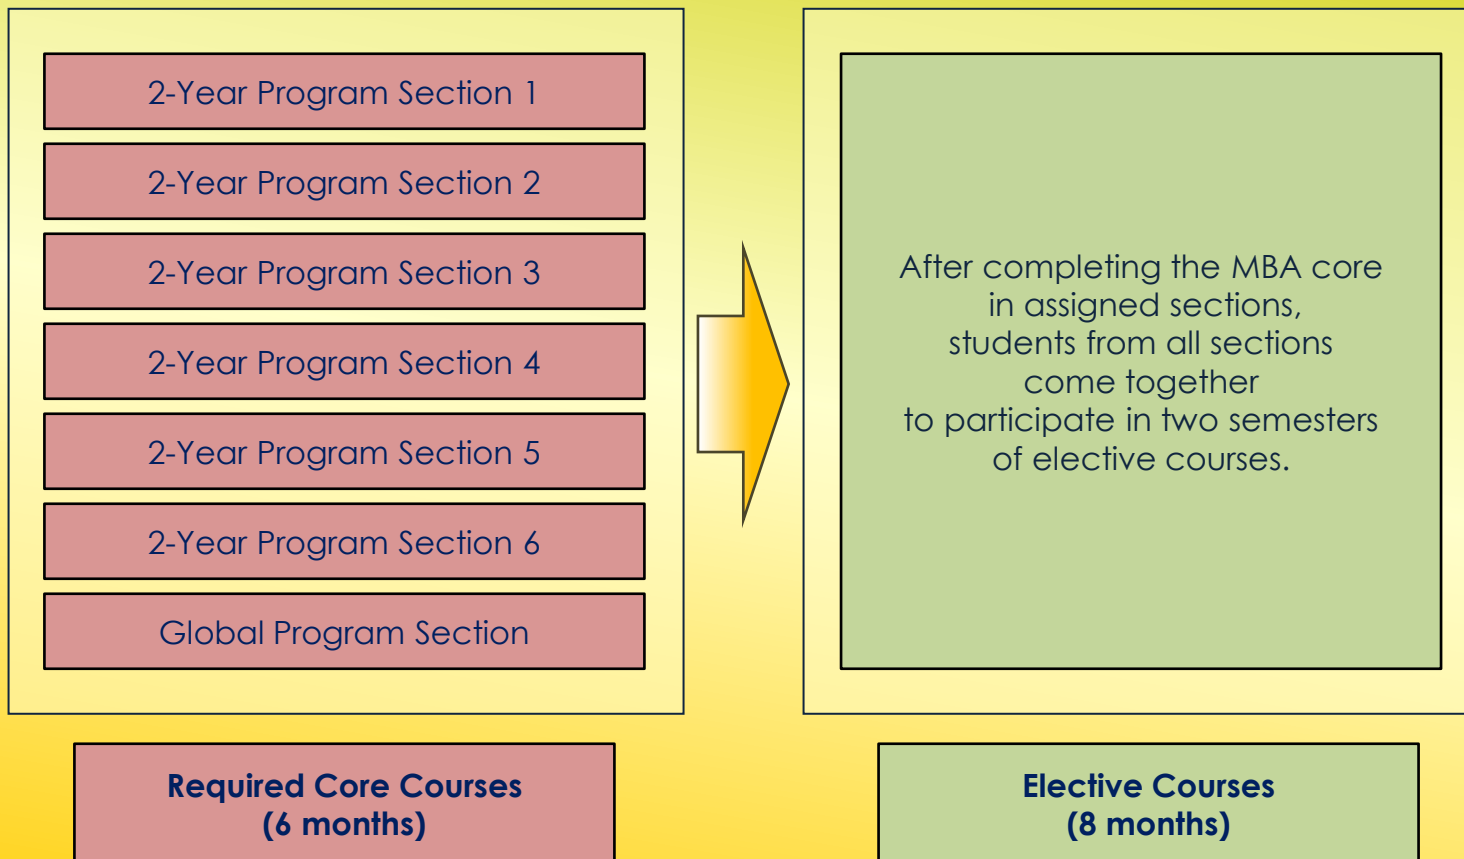 2-Year Program Section 1
2-Year Program Section 2
2-Year Program Section 3
2-Year Program Section 4
2-Year Program Section 5
2-Year Program Section 6
Global Program Section
Required Core Courses
(6 months)
After completing the MBA core
in assigned sections,
students from all sections
come together
to participate in two semesters
of elective courses.
Elective Courses
(8 months)